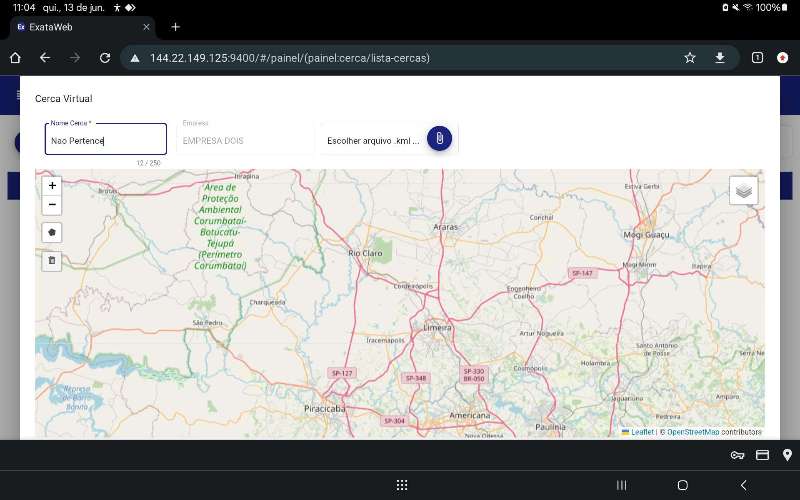 11:04 qui., 13 de jun.
100%
Ex ExataWeb
144.22.149.125:9400/#/painel/(painel:cerca/lista-cercas)
1
Cerca Virtual
Nome Cerca *
Nao Pertence
12 / 250
Empresa
EMPRESA DOIS
Escolher arquivo .kml ...
+
−
Itirapina
Área de
Proteção
Ambiental
Corumbataí-
Botucatu-
Tejupá
(Perímetro
Corumbataí)
Estiva Gerbi
Conchal
Araras
Mogi Guaçu
Rio Claro
Mogi Mirim
Itapira
SP-147
Cordeirópolis
Engenheiro
Coelho
Charqueada
São Pedro
Limeira
Artur Nogueira
Iracemápolis
Santo Antônio
de Posse
Serra Ne
Holambra
Cosmópolis
SP-127
SP-348
SP-330
BR-050
Represa
de Barra
Bonita
Jaguariúna
Amparo
Piracicaba
Americana
Pedreira
SP-304
Paulínia
Nova Odessa
Leaflet | © OpenStreetMap contributors